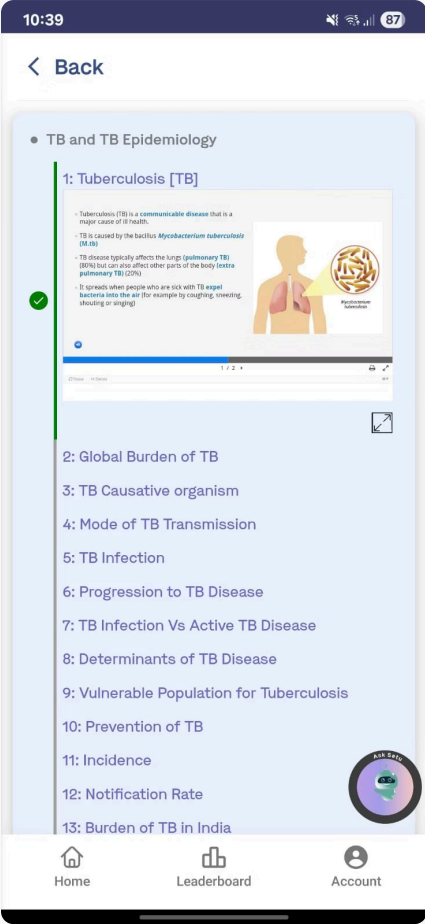 10:39
87
Back
TB and TB Epidemiology
1: Tuberculosis [TB]
Tuberculosis (TB) is a communicable disease that is a
major cause of ill health.
TB is caused by the bacillus Mycobacterium tuberculosis
(M.tb)
TB disease typically affects the lungs (pulmonary TB)
(80%) but can also affect other parts of the body (extra
pulmonary TB) (20%)
It spreads when people who are sick with TB expel
bacteria into the air (for example by coughing, sneezing,
shouting or singing)
Mycobacterium
tuberculosis
1 / 2
2: Global Burden of TB
3: TB Causative organism
4: Mode of TB Transmission
5: TB Infection
6: Progression to TB Disease
7: TB Infection Vs Active TB Disease
8: Determinants of TB Disease
9: Vulnerable Population for Tuberculosis
10: Prevention of TB
11: Incidence
Ask Setu
12: Notification Rate
13: Burden of TB in India
Home
Leaderboard
Account